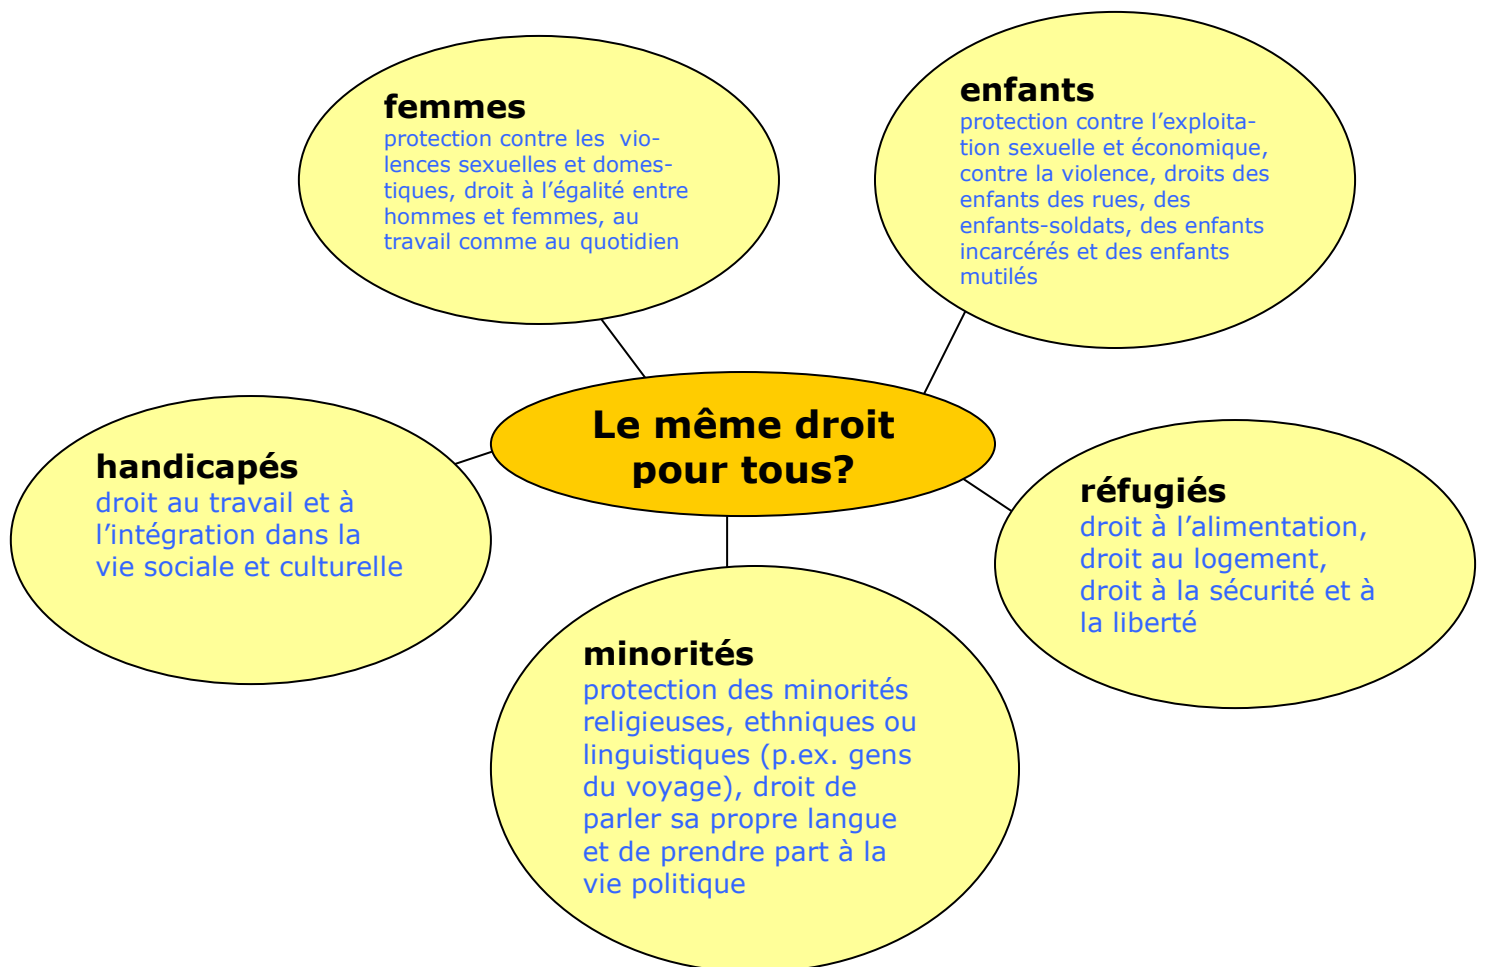 femmes
protection contre les vio-
lences sexuelles et domes-
tiques, droit à l’égalité entre
hommes et femmes, au
travail comme au quotidien
enfants
protection contre l’exploita-
tion sexuelle et économique,
contre la violence, droits des
enfants des rues, des
enfants-soldats, des enfants
incarcérés et des enfants
mutilés
Le même droit
pour tous?
handicapés
droit au travail et à
l’intégration dans la
vie sociale et culturelle
réfugiés
droit à l’alimentation,
droit au logement,
droit à la sécurité et à
la liberté
minorités
protection des minorités
religieuses, ethniques ou
linguistiques (p.ex. gens
du voyage), droit de
parler sa propre langue
et de prendre part à la
vie politique